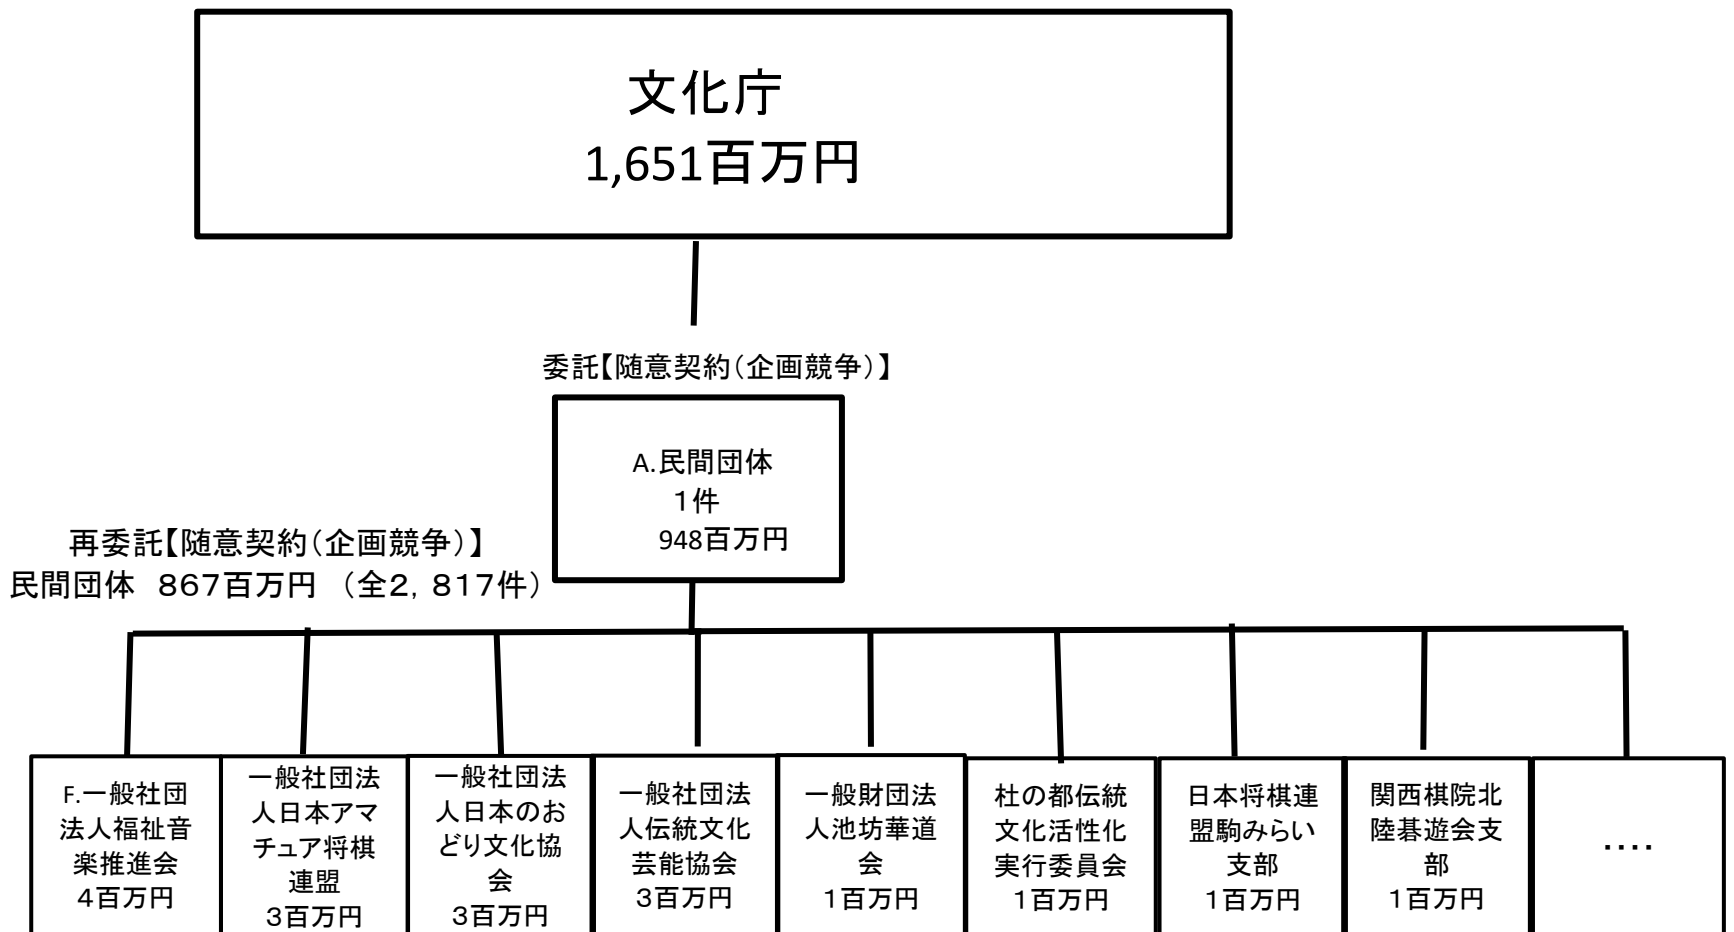 文化庁
1,651百万円
委託【随意契約（企画競争）】
A.民間団体
１件
948百万円
再委託【随意契約（企画競争）】
民間団体　８６７百万円　（全２，８１７件）
F.一般社団
法人福祉音
楽推進会
４百万円
一般社団法
人日本アマ
チュア将棋
連盟
３百万円
一般社団法
人日本のお
どり文化協
会
３百万円
一般社団法
人伝統文化
芸能協会
３百万円
一般財団法
人池坊華道
会
１百万円
杜の都伝統
文化活性化
実行委員会
１百万円
日本将棋連
盟駒みらい
支部
１百万円
関西棋院北
陸碁遊会支
部
１百万円
‥‥